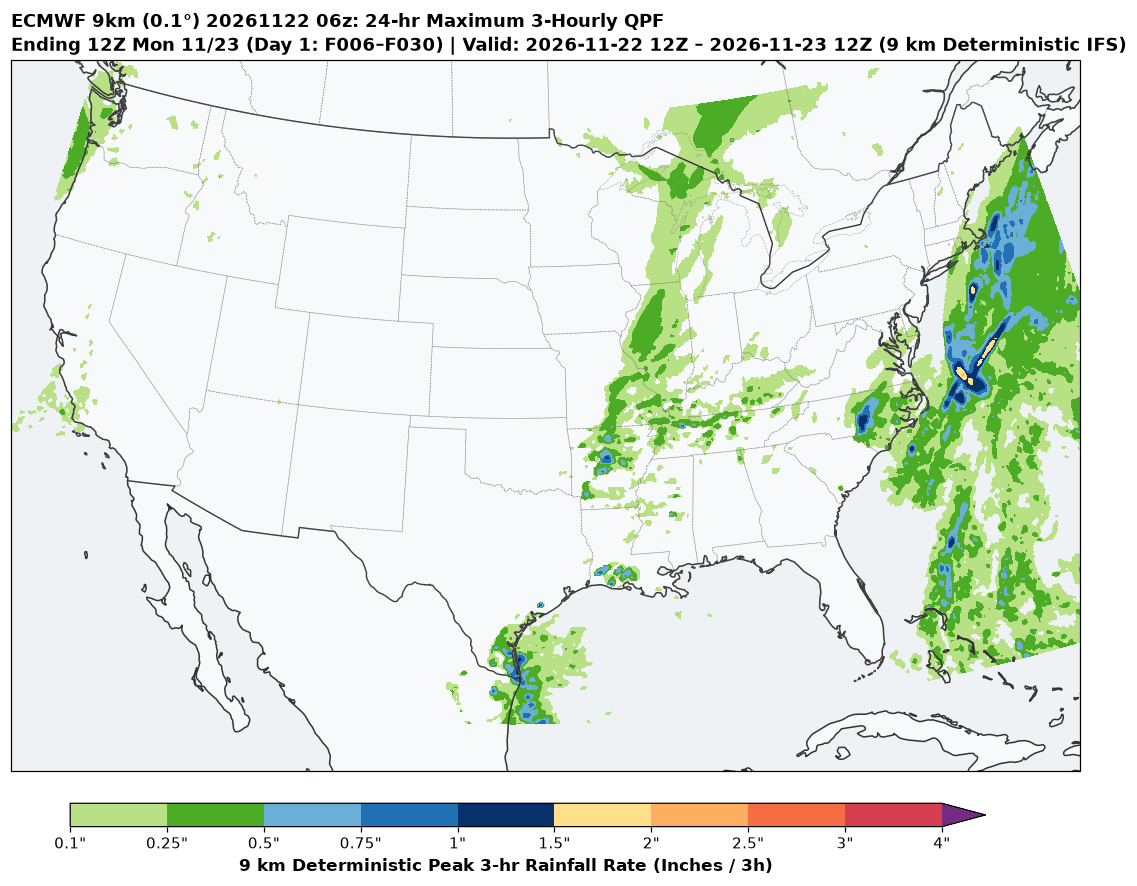 ECMWF 9km (0.1°) 20261122 06z: 24-hr Maximum 3-Hourly QPF
Ending 12Z Mon 11/23 (Day 1: F006–F030) | Valid: 2026-11-22 12Z – 2026-11-23 12Z (9 km Deterministic IFS)
0.1" 0.25" 0.5" 0.75" 1" 1.5" 2" 2.5" 3" 4"
9 km Deterministic Peak 3-hr Rainfall Rate (Inches / 3h)